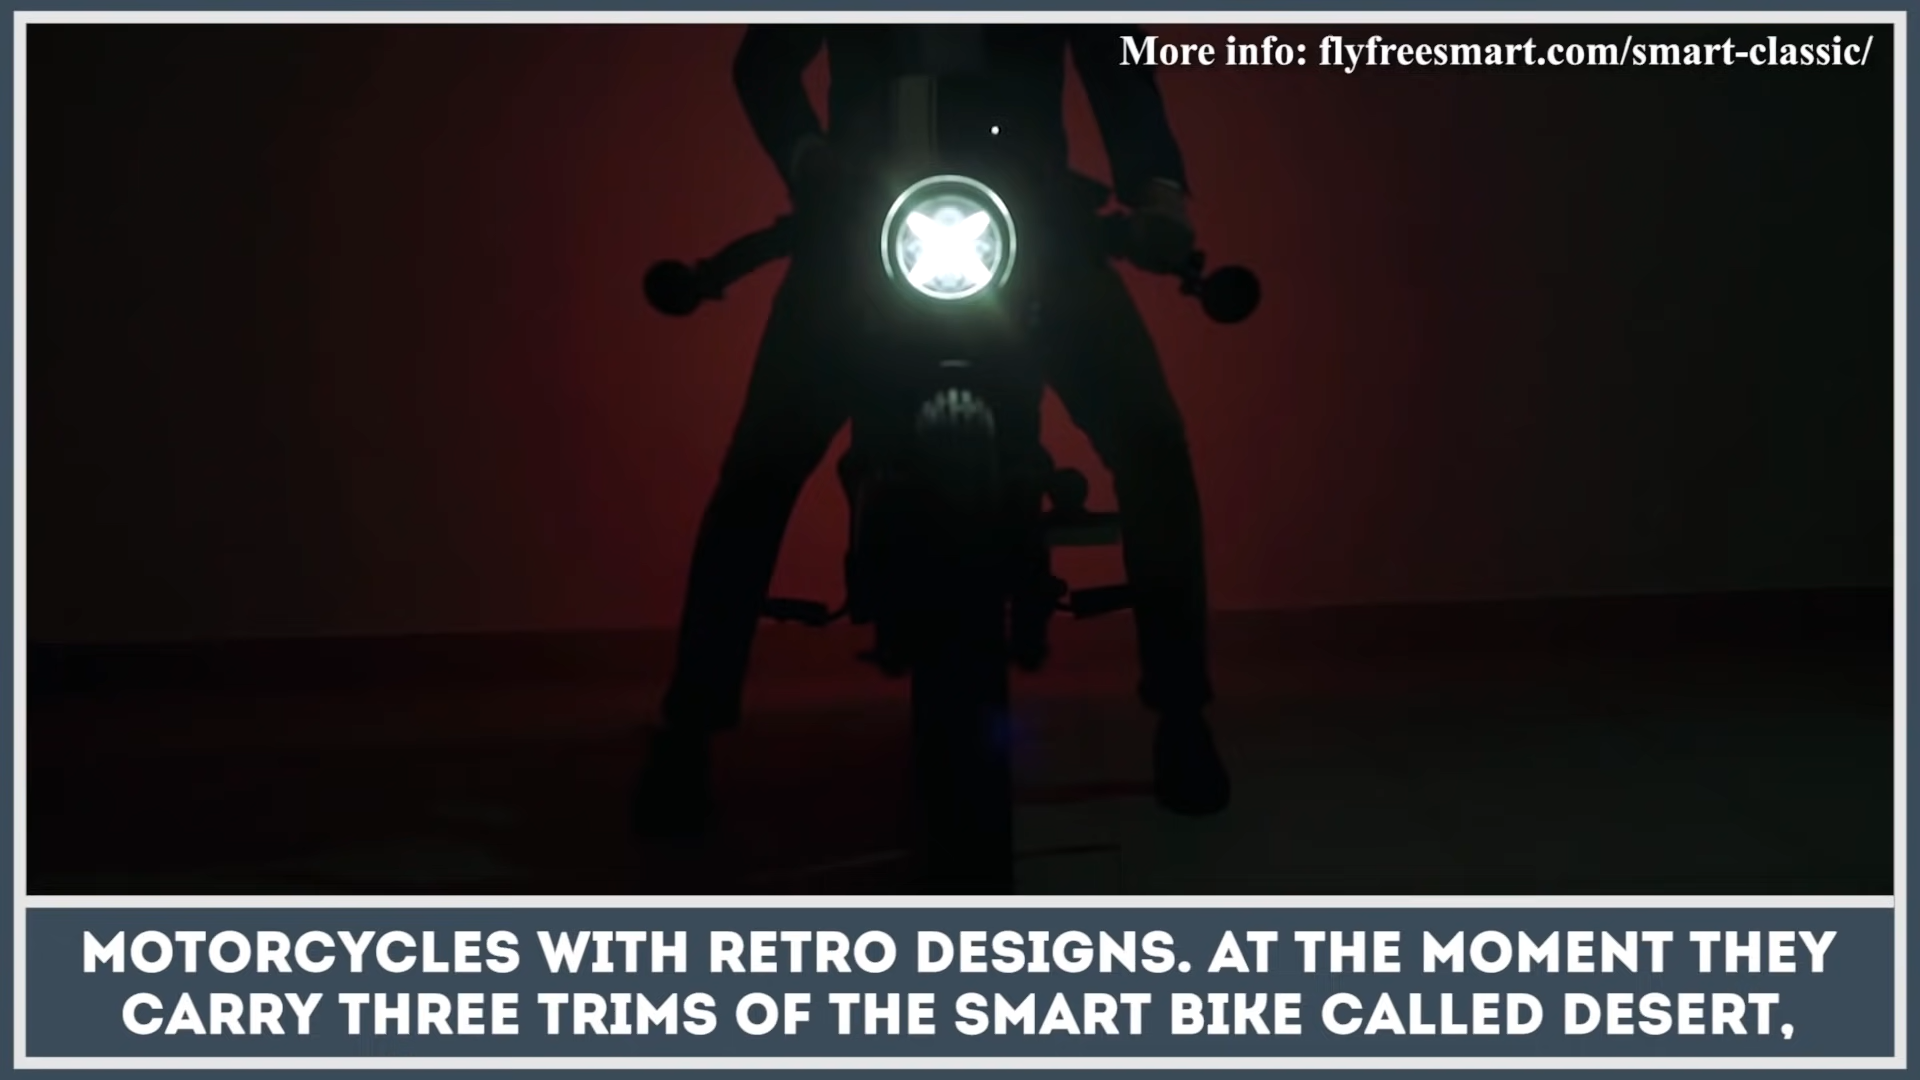 More info: flyfreesmart.com/smart-classic/
MOTORCYCLES WITH RETRO DESIGNS. AT THE MOMENT THEY
CARRY THREE TRIMS OF THE SMART BIKE CALLED DESERT,